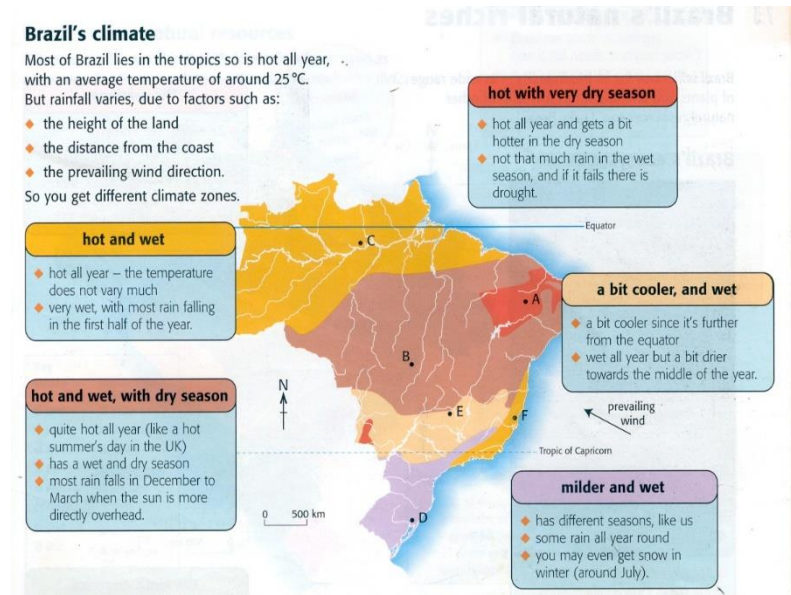 Brazil's climate
Most of Brazil lies in the tropics so is hot all year,
with an average temperature of around 25 °C.
But rainfall varies, due to factors such as:
◆ the height of the land
◆ the distance from the coast
◆ the prevailing wind direction.
So you get different climate zones.
hot with very dry season
◆ hot all year and gets a bit
hotter in the dry season
◆ not that much rain in the wet
season, and if it fails there is
drought.
hot and wet
◆ hot all year – the temperature
does not vary much
◆ very wet, with most rain falling
in the first half of the year.
Equator
C
a bit cooler, and wet
◆ a bit cooler since it's further
from the equator
◆ wet all year but a bit drier
towards the middle of the year.
A
B
hot and wet, with dry season
◆ quite hot all year (like a hot
summer's day in the UK)
◆ has a wet and dry season
◆ most rain falls in December to
March when the sun is more
directly overhead.
N
E
F
prevailing
wind
Tropic of Capricorn
0 500 km
D
milder and wet
◆ has different seasons, like us
◆ some rain all year round
◆ you may even get snow in
winter (around July).